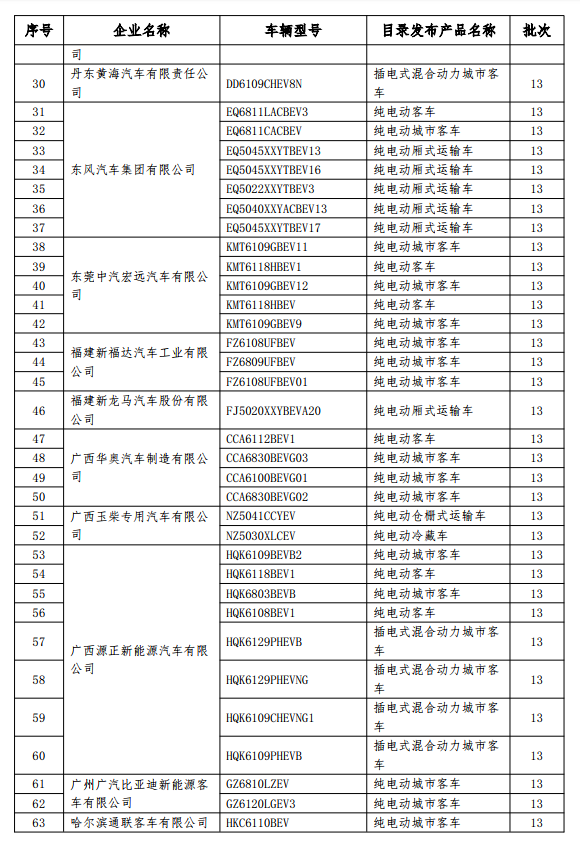 序号 企业名称 车辆型号 目录发布产品名称 批次
司
30 丹东黄海汽车有限责任公司 DD6109CHEV8N 插电式混合动力城市客车 13
31 东风汽车集团有限公司 EQ6811LACBEV3 纯电动客车 13
32 EQ6811CACBEV 纯电动城市客车 13
33 EQ5045XXYTBEV13 纯电动厢式运输车 13
34 EQ5045XXYTBEV16 纯电动厢式运输车 13
35 EQ5022XXYTBEV3 纯电动厢式运输车 13
36 EQ5040XXYACBEV13 纯电动厢式运输车 13
37 EQ5045XXYTBEV17 纯电动厢式运输车 13
38 东莞中汽宏远汽车有限公司 KMT6109GBEV11 纯电动城市客车 13
39 KMT6118HBEV1 纯电动客车 13
40 KMT6109GBEV12 纯电动城市客车 13
41 KMT6118HBEV 纯电动客车 13
42 KMT6109GBEV9 纯电动城市客车 13
43 福建新福达汽车工业有限公司 FZ6108UFBEV 纯电动城市客车 13
44 FZ6809UFBEV 纯电动城市客车 13
45 FZ6108UFBEV01 纯电动城市客车 13
46 福建新龙马汽车股份有限公司 FJ5020XXYBEVA20 纯电动厢式运输车 13
47 广西华奥汽车制造有限公司 CCA6112BEV1 纯电动客车 13
48 CCA6830BEVG03 纯电动城市客车 13
49 CCA6100BEVG01 纯电动城市客车 13
50 CCA6830BEVG02 纯电动城市客车 13
51 广西玉柴专用汽车有限公司 NZ5041CCYEV 纯电动仓栅式运输车 13
52 NZ5030XLCEV 纯电动冷藏车 13
53 广西源正新能源汽车有限公司 HQK6109BEVB2 纯电动城市客车 13
54 HQK6118BEV1 纯电动客车 13
55 HQK6803BEVB 纯电动城市客车 13
56 HQK6108BEV1 纯电动客车 13
57 HQK6129PHEVB 插电式混合动力城市客车 13
58 HQK6129PHEVNG 插电式混合动力城市客车 13
59 HQK6109CHEVNG1 插电式混合动力城市客车 13
60 HQK6109PHEVB 插电式混合动力城市客车 13
61 广州广汽比亚迪新能源客车有限公司 GZ6810LZEV 纯电动城市客车 13
62 GZ6120LGEV3 纯电动城市客车 13
63 哈尔滨通联客车有限公司 HKC6110BEV 纯电动城市客车 13